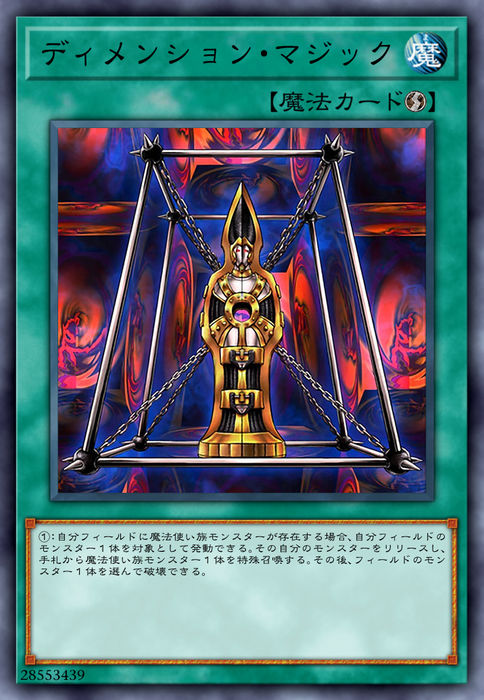 ディメンション・マジック 魔
【魔法カード】
①:自分フィールドに魔法使い族モンスターが存在する場合、自分フィールドの
モンスター１体を対象として発動できる。その自分のモンスターをリリースし、
手札から魔法使い族モンスター１体を特殊召喚する。その後、フィールドのモン
スター１体を選んで破壊できる。
28553439